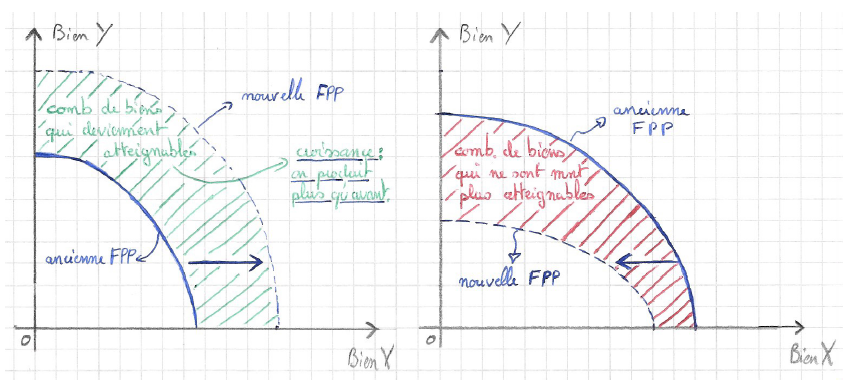 Bien Y
nouvelle FPP
comb de biens
qui deviennent
atteignables
croissance:
on produit
plus qu'avant
ancienne FPP
0
Bien X
Bien Y
ancienne
FPP
comb. de biens
qui ne sont mnt
plus atteignables
nouvelle FPP
0
Bien X